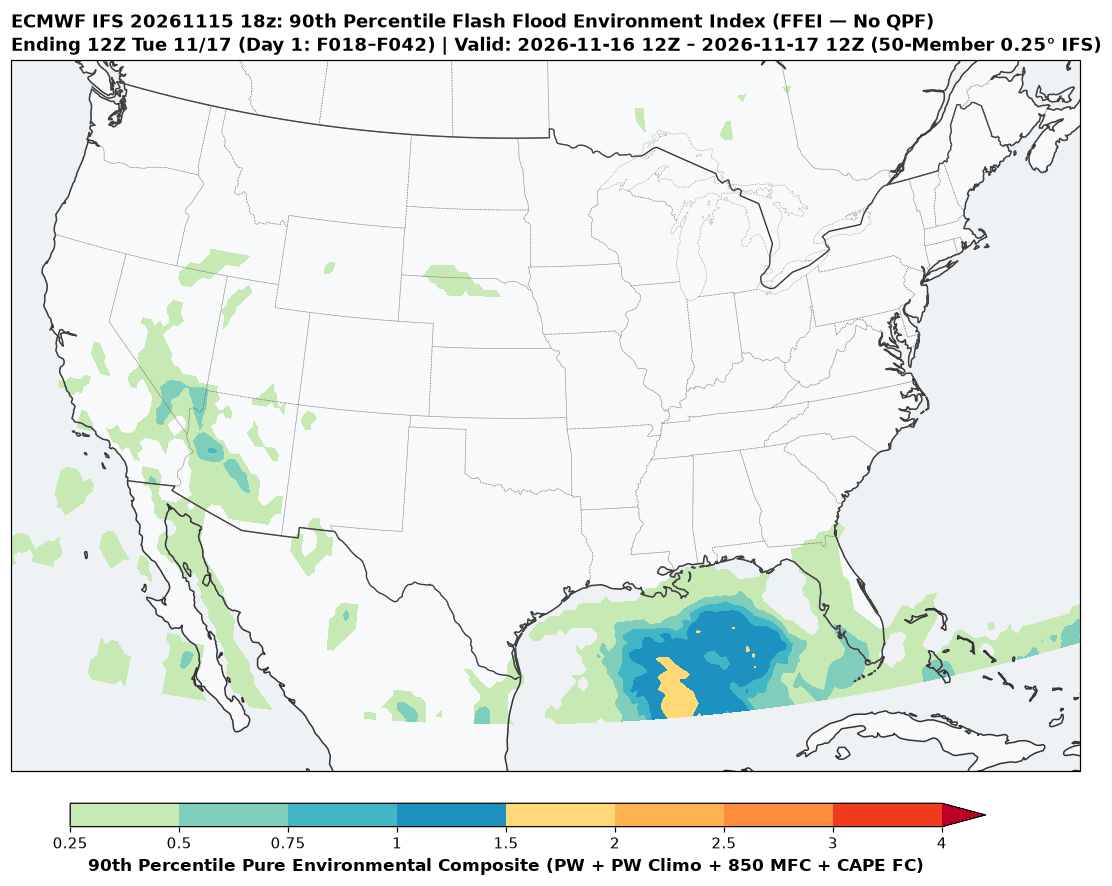 ECMWF IFS 20261115 18z: 90th Percentile Flash Flood Environment Index (FFEI — No QPF)
Ending 12Z Tue 11/17 (Day 1: F018–F042) | Valid: 2026-11-16 12Z – 2026-11-17 12Z (50-Member 0.25° IFS)
0.25 0.5 0.75 1 1.5 2 2.5 3 4
90th Percentile Pure Environmental Composite (PW + PW Climo + 850 MFC + CAPE FC)